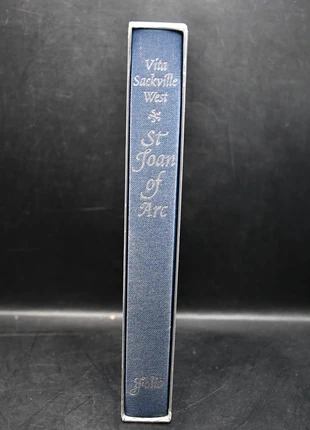 Vita
Sackville
West
St
Joan
of
Arc
Folio